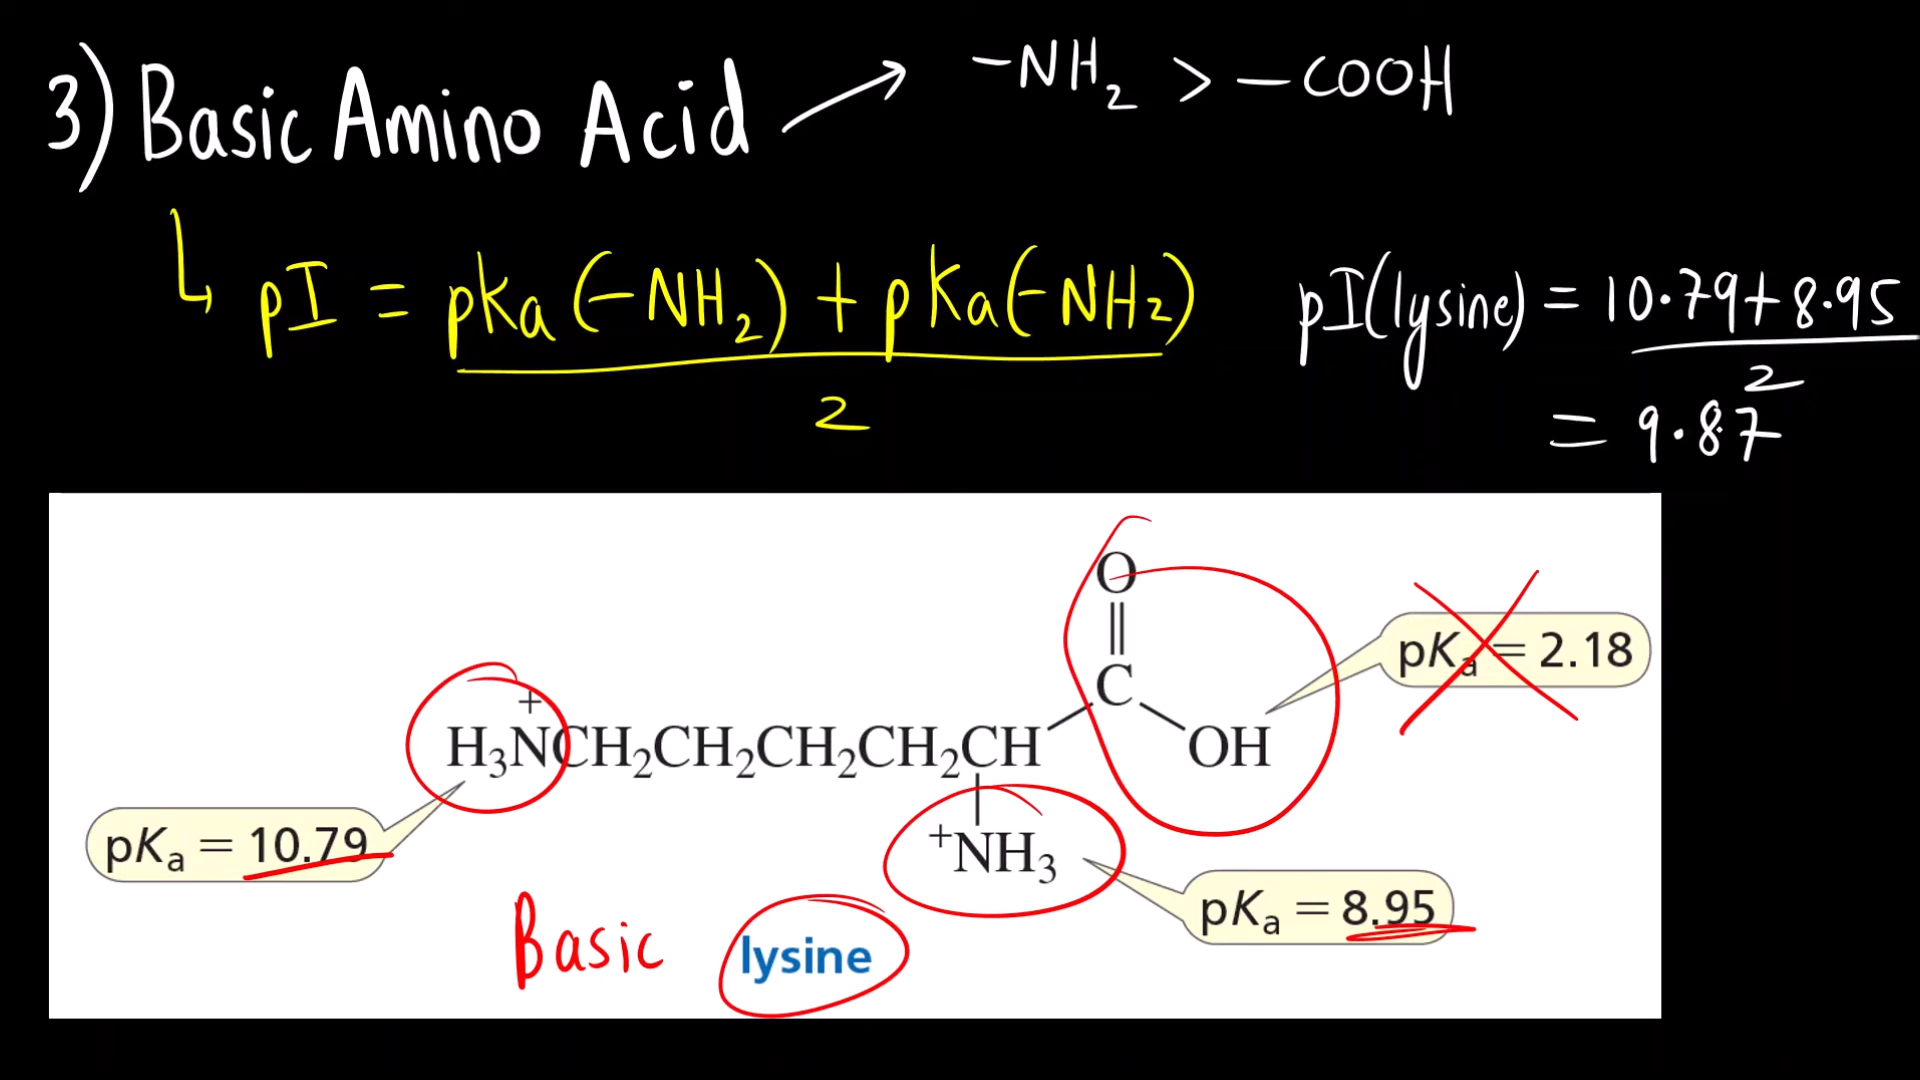 3) Basic Amino Acid → -NH₂ > -COOH
pI = pKa (-NH₂) + pKa (-NH₂)
2
pI (lysine) = 10.79 + 8.95
2
= 9.87
O
C
OH
pKₐ = 2.18
+
H₃NCH₂CH₂CH₂CH₂CH
⁺NH₃
pKₐ = 10.79
pKₐ = 8.95
Basic lysine